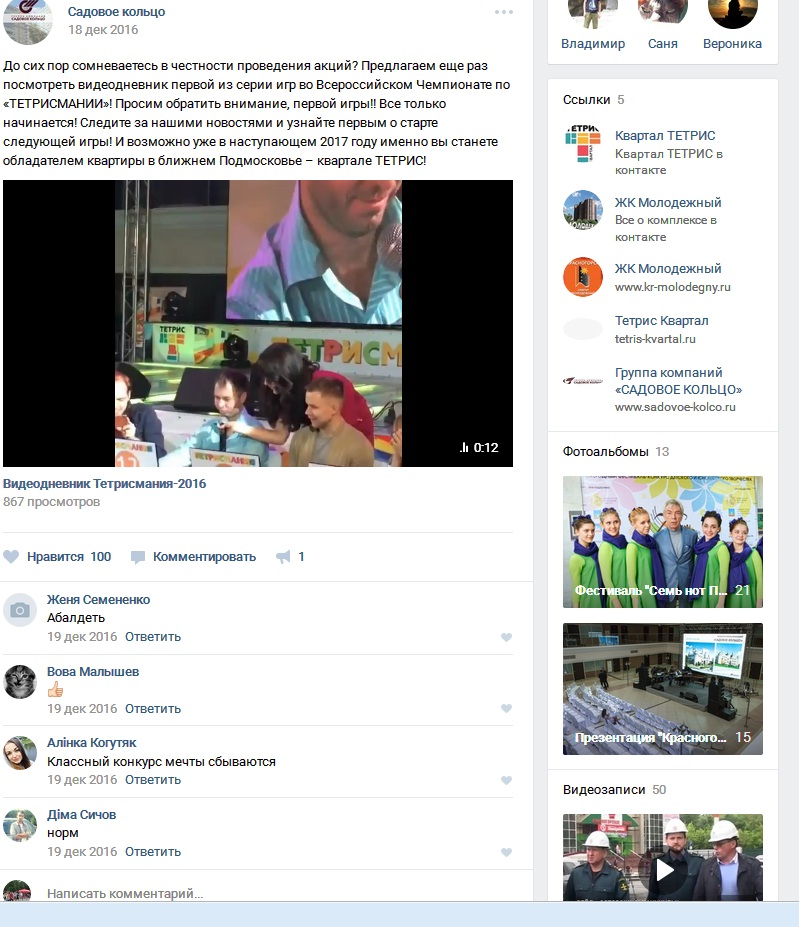 САДОВОЕ КОЛЬЦО
Садовое кольцо
18 дек 2016
До сих пор сомневаетесь в честности проведения акций? Предлагаем еще раз
посмотреть видеодневник первой из серии игр во Всероссийском Чемпионате по
«ТЕТРИСМАНИИ»! Просим обратить внимание, первой игры!! Все только
начинается! Следите за нашими новостями и узнайте первым о старте
следующей игры! И возможно уже в наступающем 2017 году именно вы станете
обладателем квартиры в ближнем Подмосковье – квартале ТЕТРИС!
ТЕТРИС
ТЕТРИСМ
0:12
Видеодневник Тетрисмания-2016
867 просмотров
Нравится 100 Комментировать 1
Женя Семененко
Абалдеть
19 дек 2016 Ответить
Вова Малышев
19 дек 2016 Ответить
Алінка Когутяк
Классный конкурс мечты сбываются
19 дек 2016 Ответить
Діма Сичов
норм
19 дек 2016 Ответить
Написать комментарий...
Владимир Саня Вероника
Ссылки 5
Квартал ТЕТРИС
Квартал ТЕТРИС в
контакте
ЖК Молодежный
Все о комплексе в
контакте
ЖК Молодежный
www.kr-molodegny.ru
Тетрис Квартал
tetris-kvartal.ru
Группа компаний
«САДОВОЕ КОЛЬЦО»
www.sadovoe-kolco.ru
Фотоальбомы 13
Фестиваль "Семь нот П... 21
Презентация "Красного... 15
Видеозаписи 50